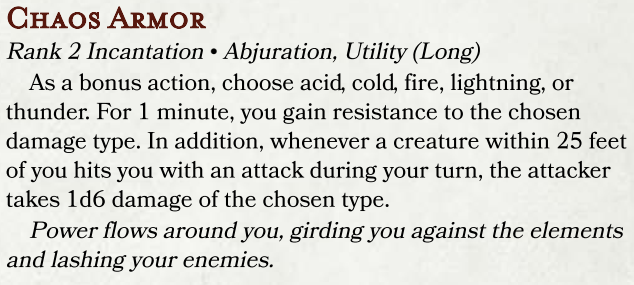 Chaos Armor
Rank 2 Incantation • Abjuration, Utility (Long)
As a bonus action, choose acid, cold, fire, lightning, or
thunder. For 1 minute, you gain resistance to the chosen
damage type. In addition, whenever a creature within 25 feet
of you hits you with an attack during your turn, the attacker
takes 1d6 damage of the chosen type.
Power flows around you, girding you against the elements
and lashing your enemies.